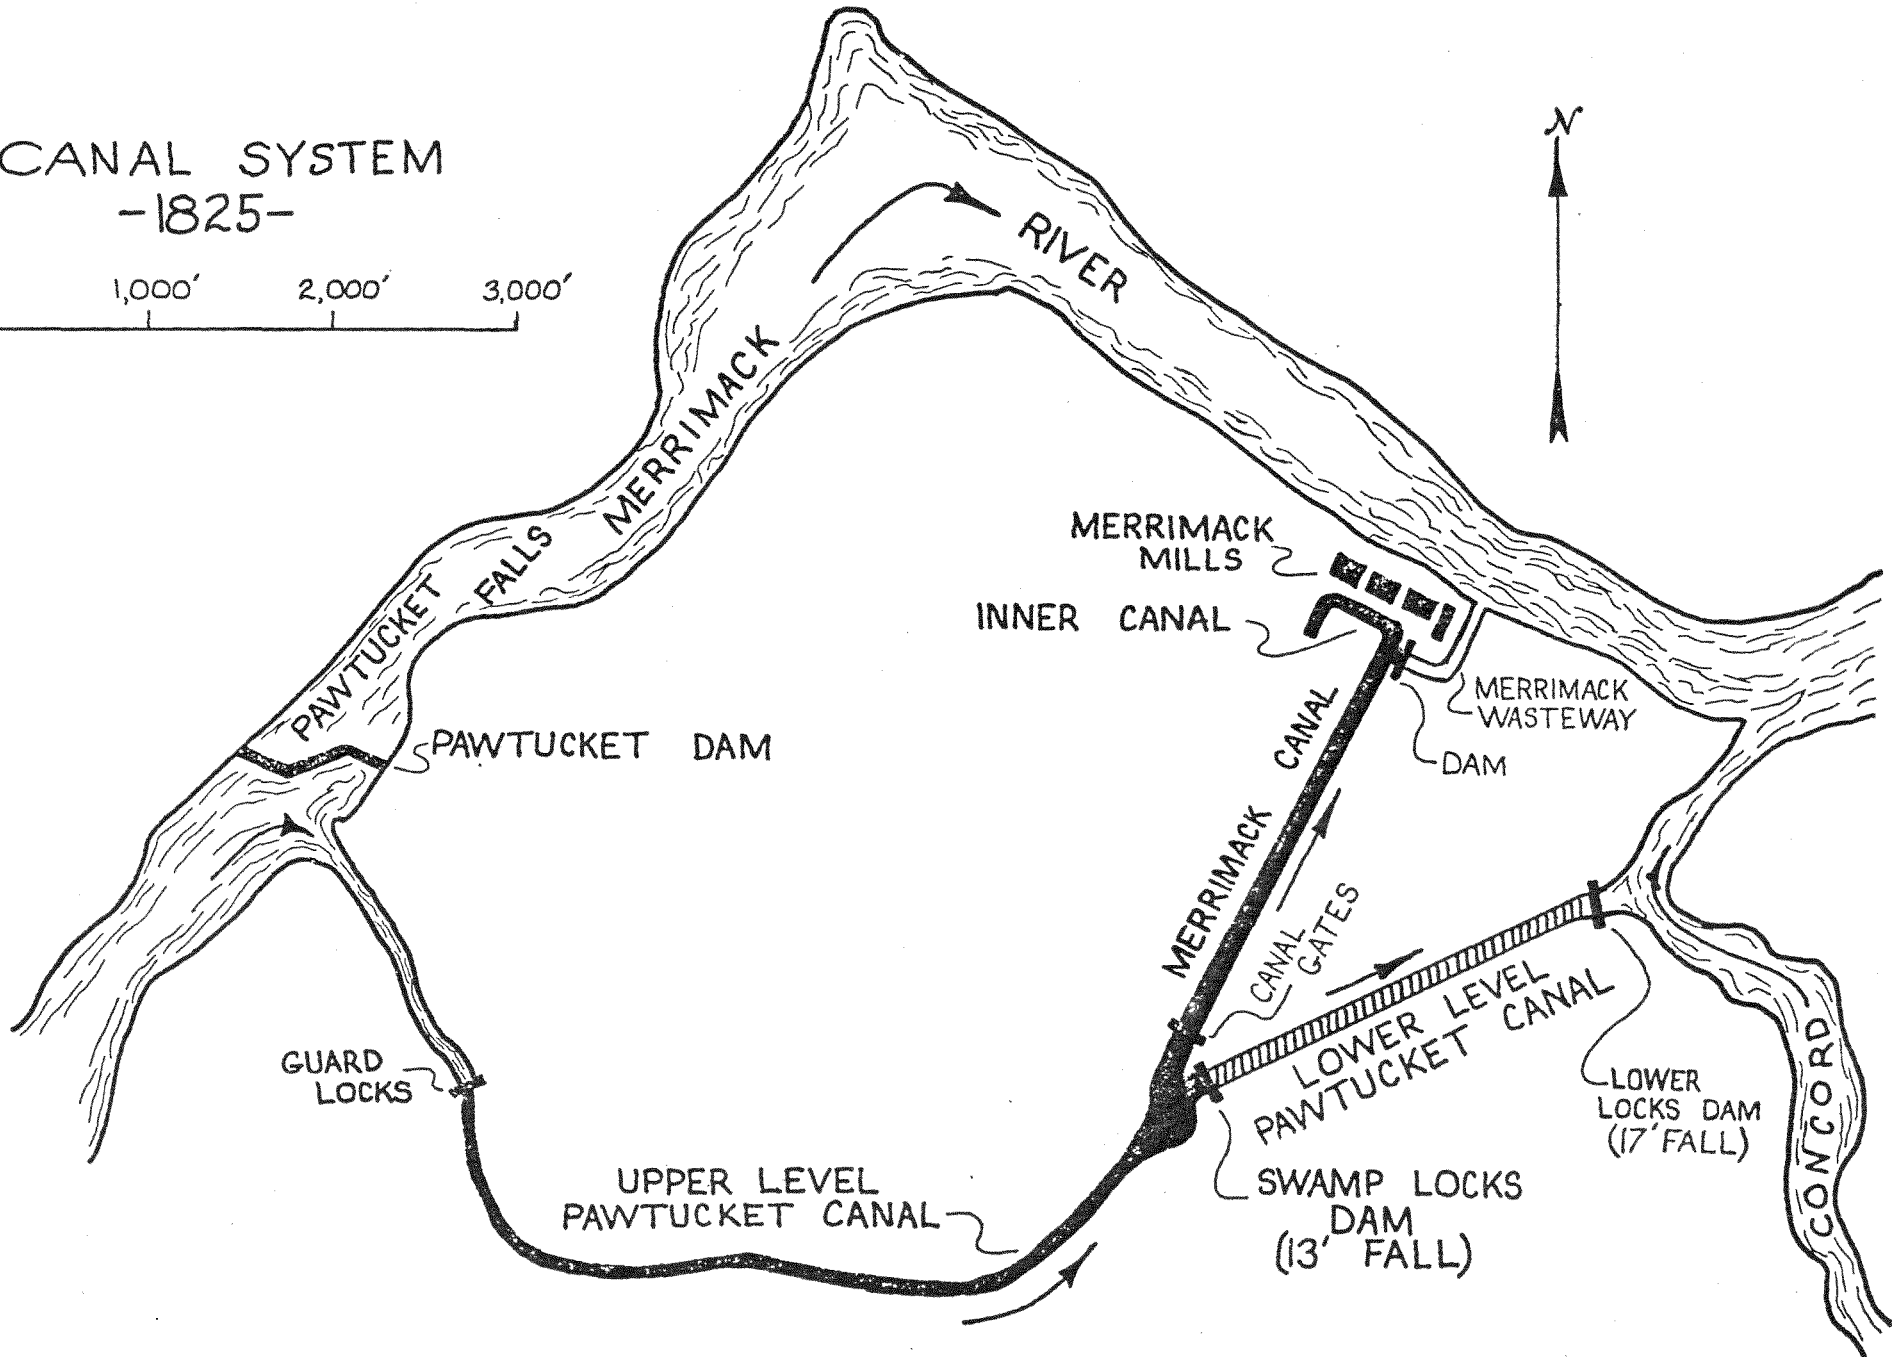 CANAL SYSTEM
-1825-
1,000' 2,000' 3,000'
N
RIVER
MERRIMACK
FALLS
PAWTUCKET
PAWTUCKET DAM
MERRIMACK
MILLS
INNER CANAL
MERRIMACK
WASTEWAY
DAM
MERRIMACK CANAL
CANAL
GATES
LOWER LEVEL
PAWTUCKET CANAL
LOWER
LOCKS DAM
(17' FALL)
CONCORD
GUARD
LOCKS
UPPER LEVEL
PAWTUCKET CANAL
SWAMP LOCKS
DAM
(13' FALL)